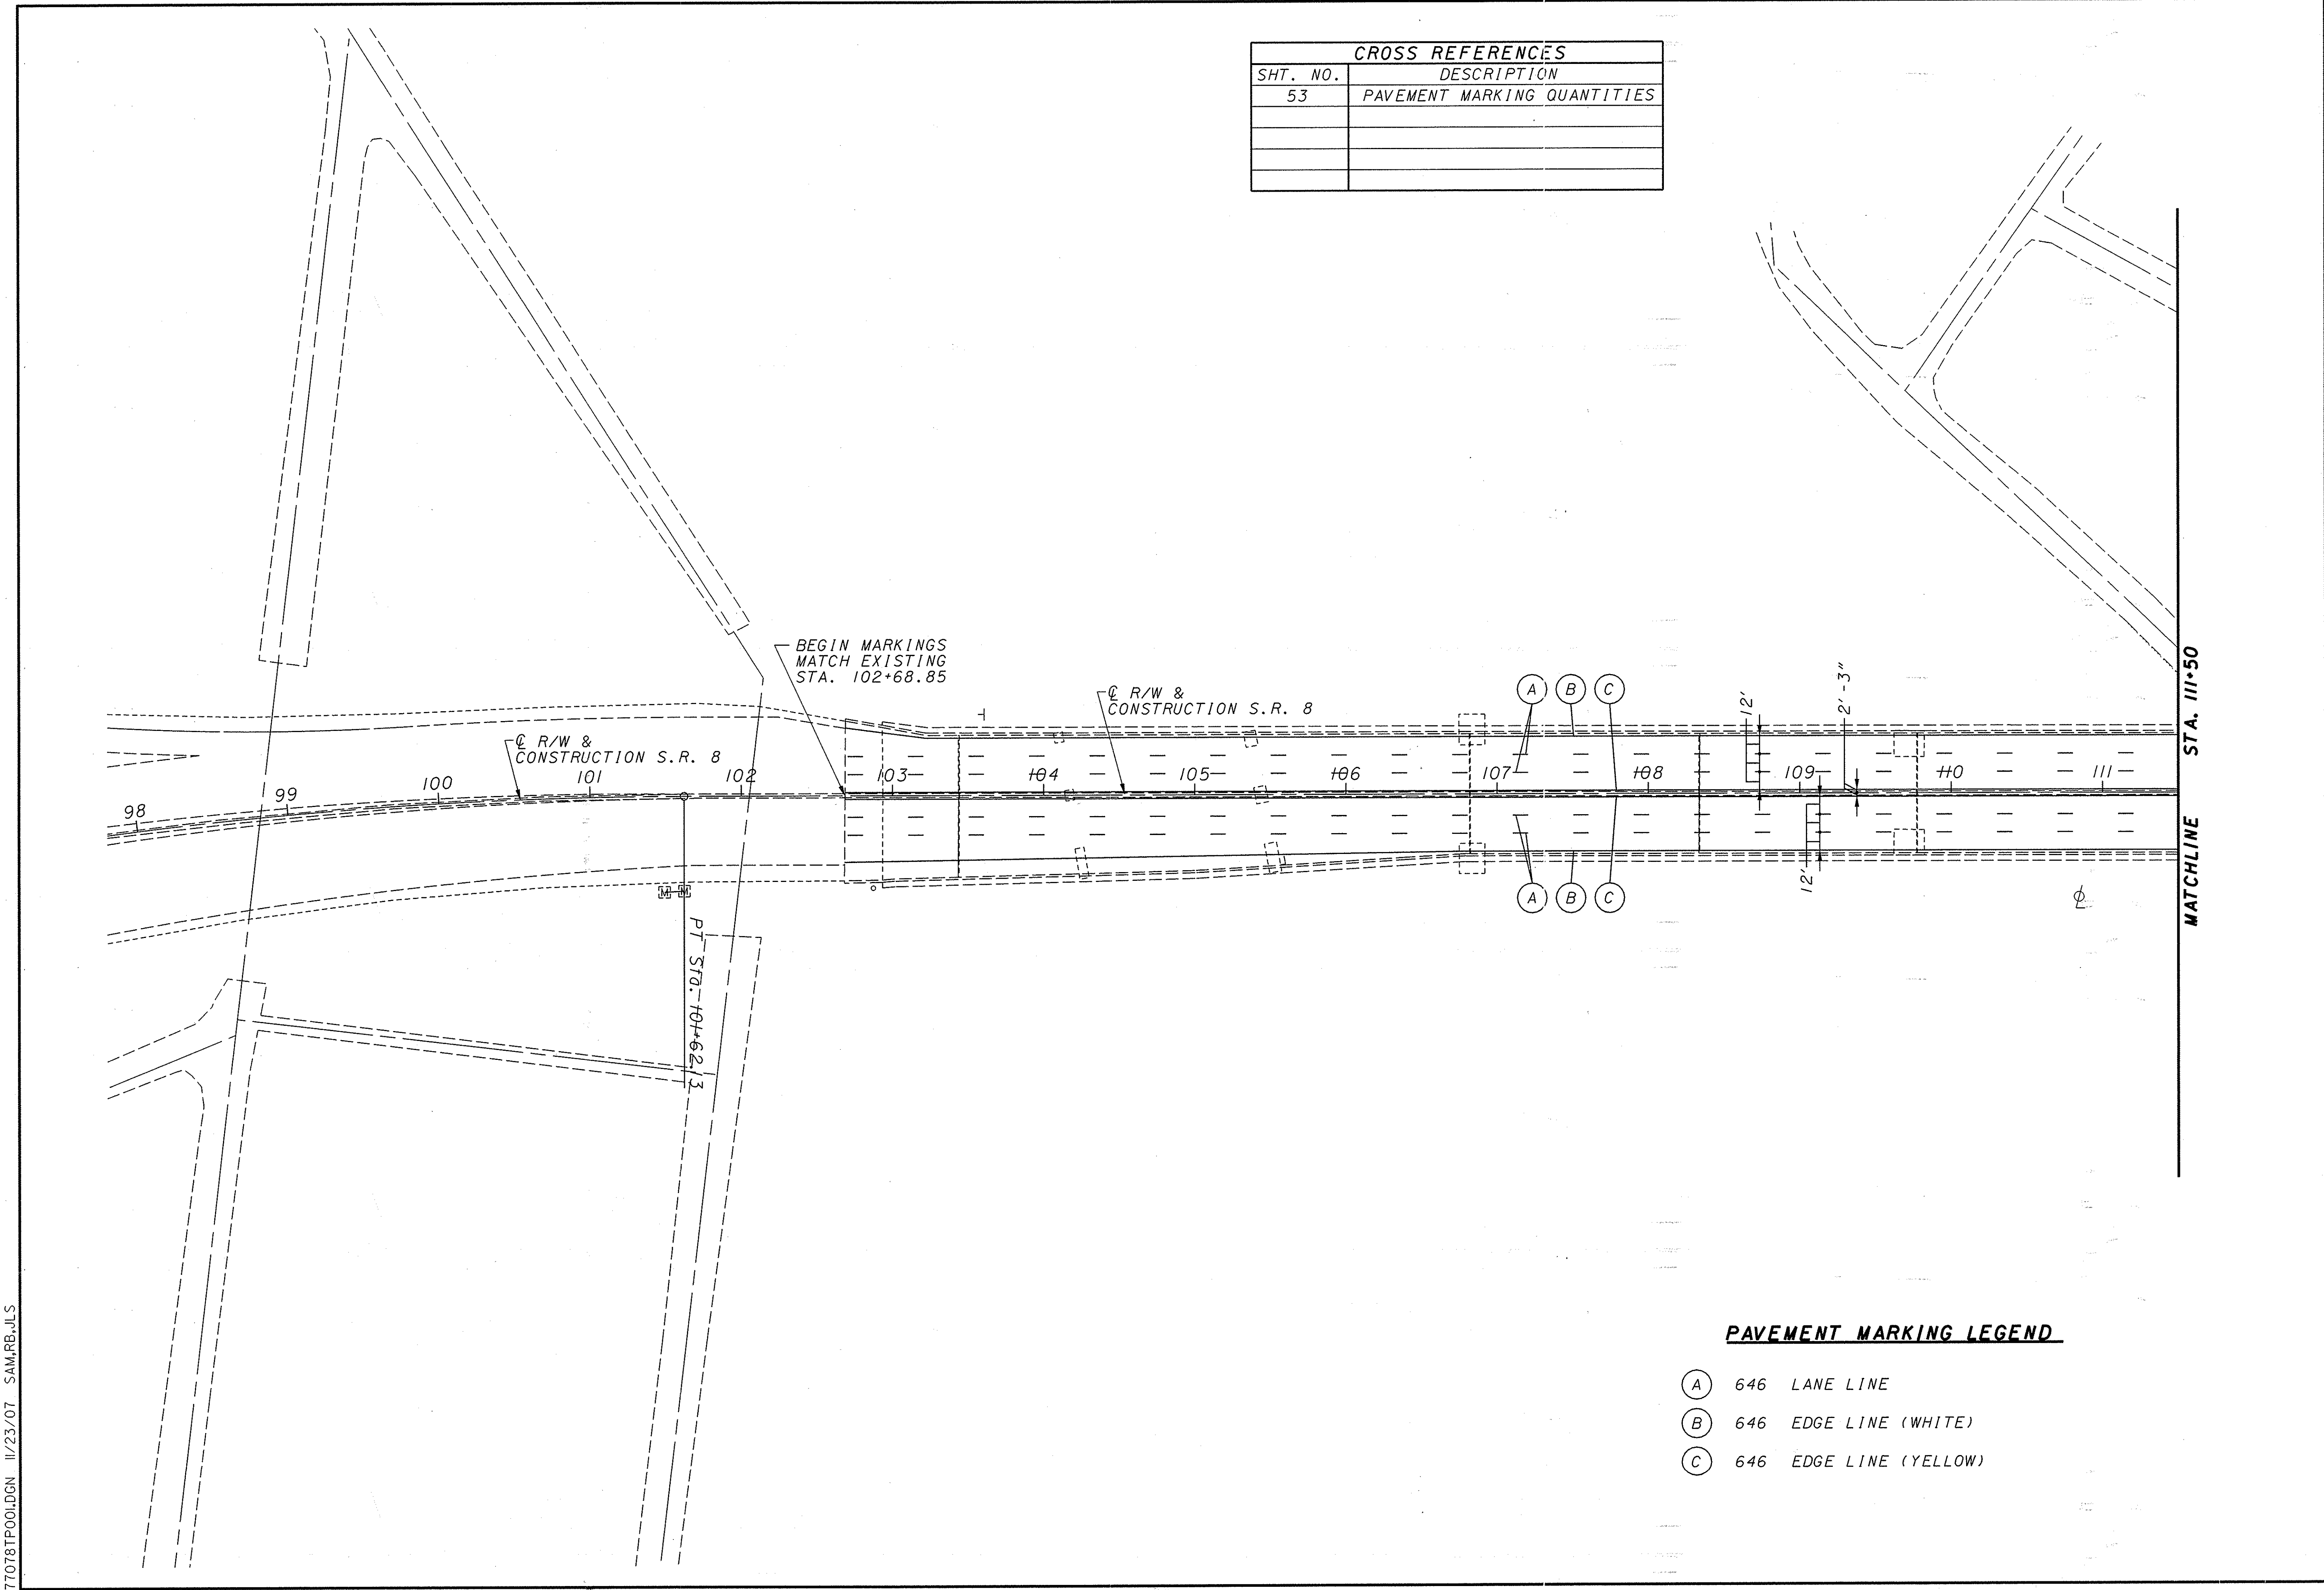 CROSS REFERENCES
SHT. NO. DESCRIPTION
53 PAVEMENT MARKING QUANTITIES
BEGIN MARKINGS
MATCH EXISTING
STA. 102+68.85
℄ R/W &
CONSTRUCTION S.R. 8
℄ R/W &
CONSTRUCTION S.R. 8
A B C
12'
2'-3"
98 99 100 101 102 103 104 105 106 107 108 109 110 111
12'
A B C
℄
PT Sta. 101+62.13
MATCHLINE STA. 111+50
PAVEMENT MARKING LEGEND
A 646 LANE LINE
B 646 EDGE LINE (WHITE)
C 646 EDGE LINE (YELLOW)
77078TP001.DGN 11/23/07 SAM,RB,JLS